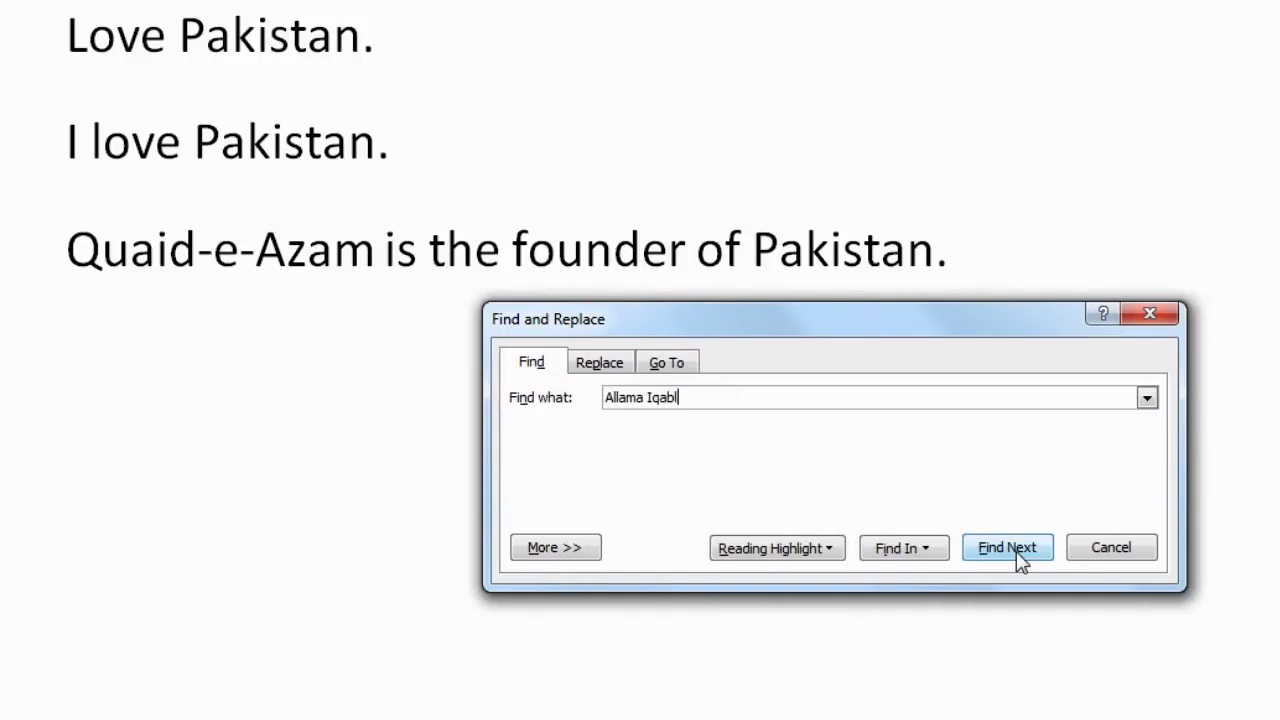 Love Pakistan.
I love Pakistan.
Quaid-e-Azam is the founder of Pakistan.
Find and Replace
?
Find Replace Go To
Find what: Allama Iqabl
More >> Reading Highlight Find In Find Next Cancel